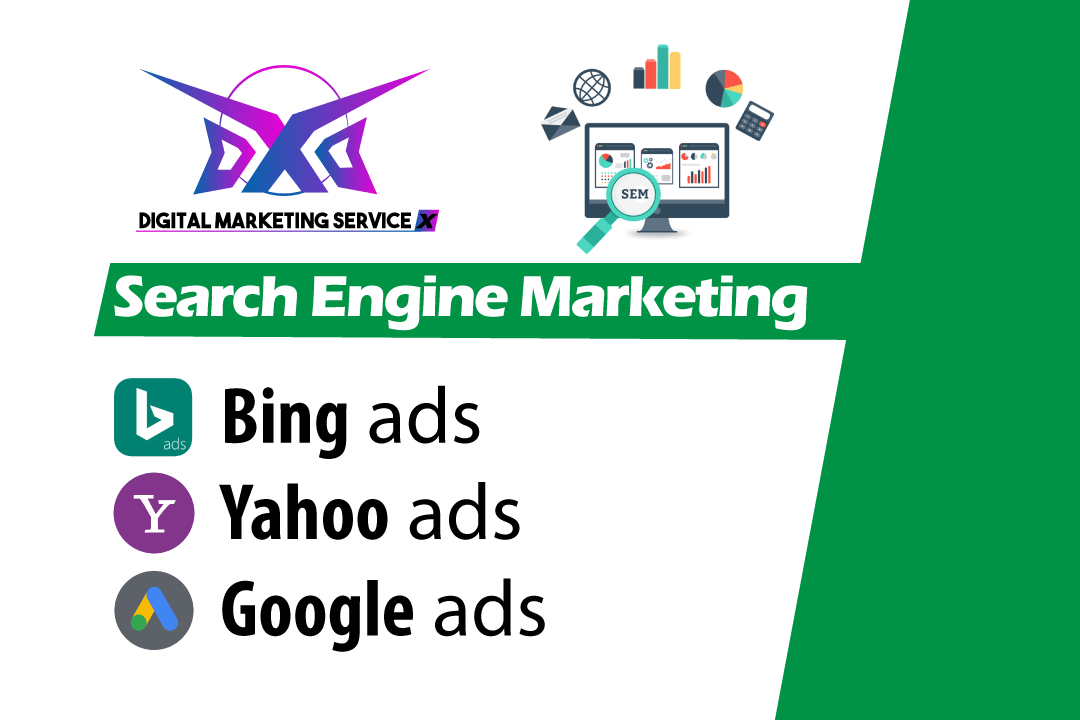 DIGITAL MARKETING SERVICE X
SEM
Search Engine Marketing
b ads
Bing ads
Y
Yahoo ads
Google ads